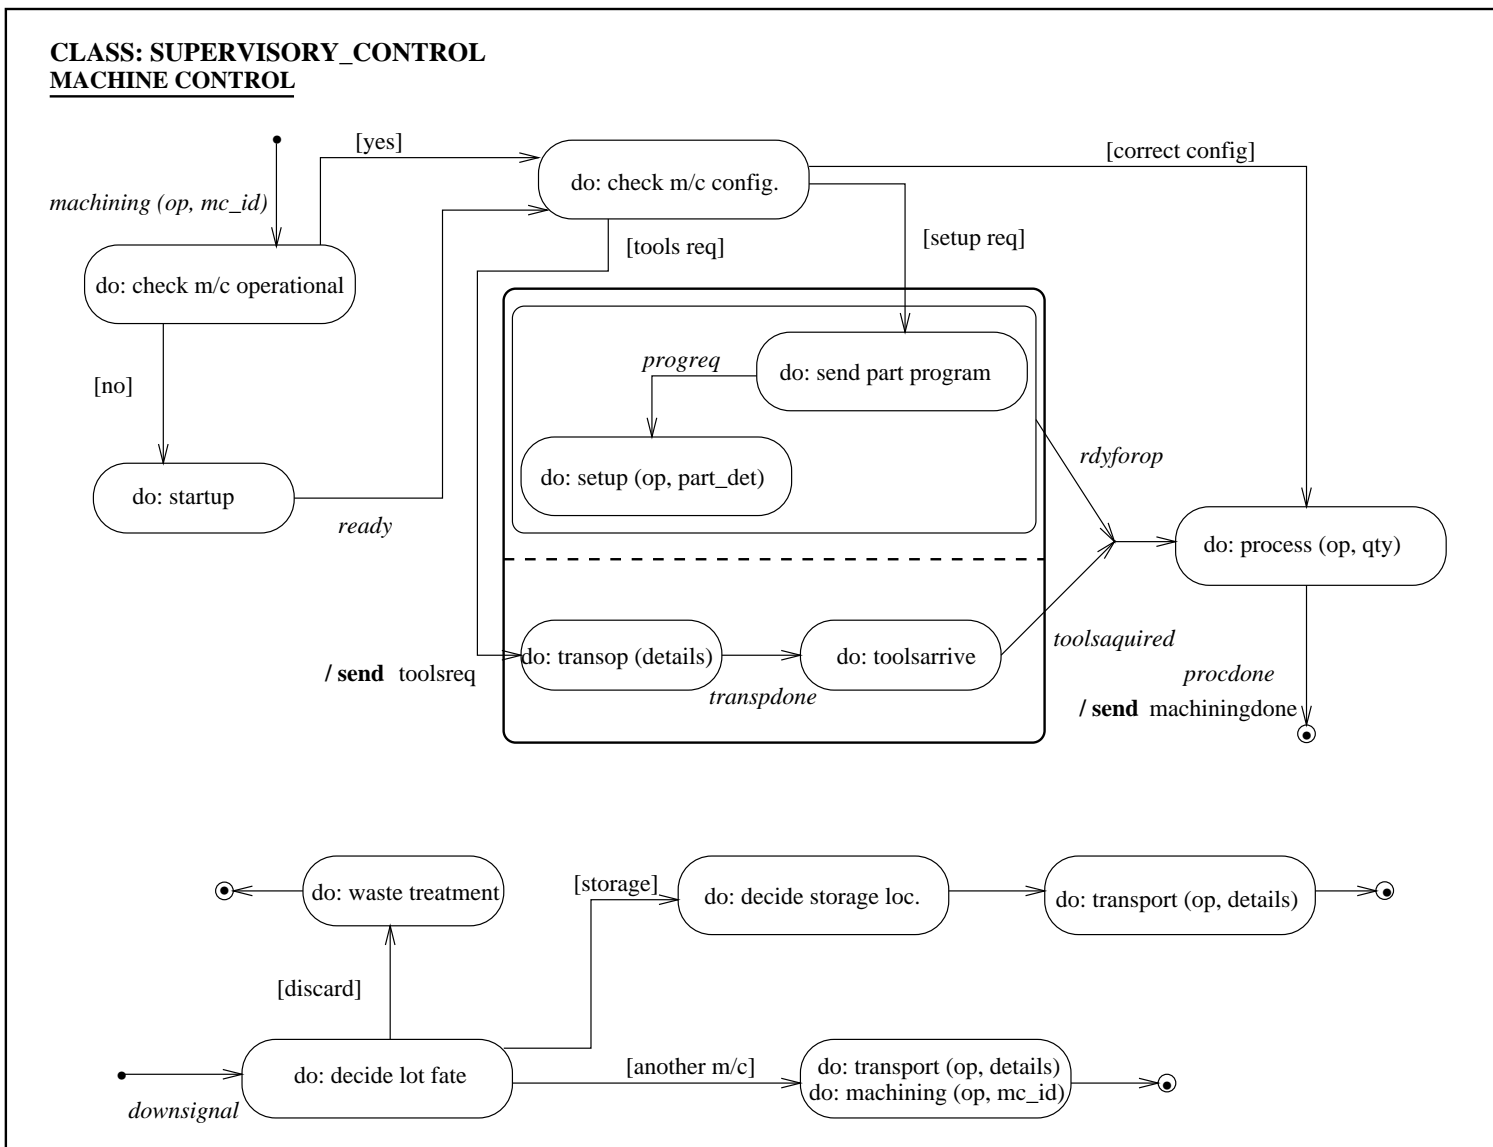 CLASS: SUPERVISORY_CONTROL
MACHINE CONTROL
[yes]
[correct config]
do: check m/c config.
machining (op, mc_id)
[tools req]
[setup req]
do: check m/c operational
progreq
do: send part program
[no]
rdyforop
do: setup (op, part_det)
do: startup
ready
do: process (op, qty)
toolsaquired
do: transop (details)
do: toolsarrive
/ send toolsreq
transpdone
procdone
/ send machiningdone
[storage]
do: waste treatment
do: decide storage loc.
do: transport (op, details)
[discard]
[another m/c]
do: transport (op, details)
do: decide lot fate
do: machining (op, mc_id)
downsignal